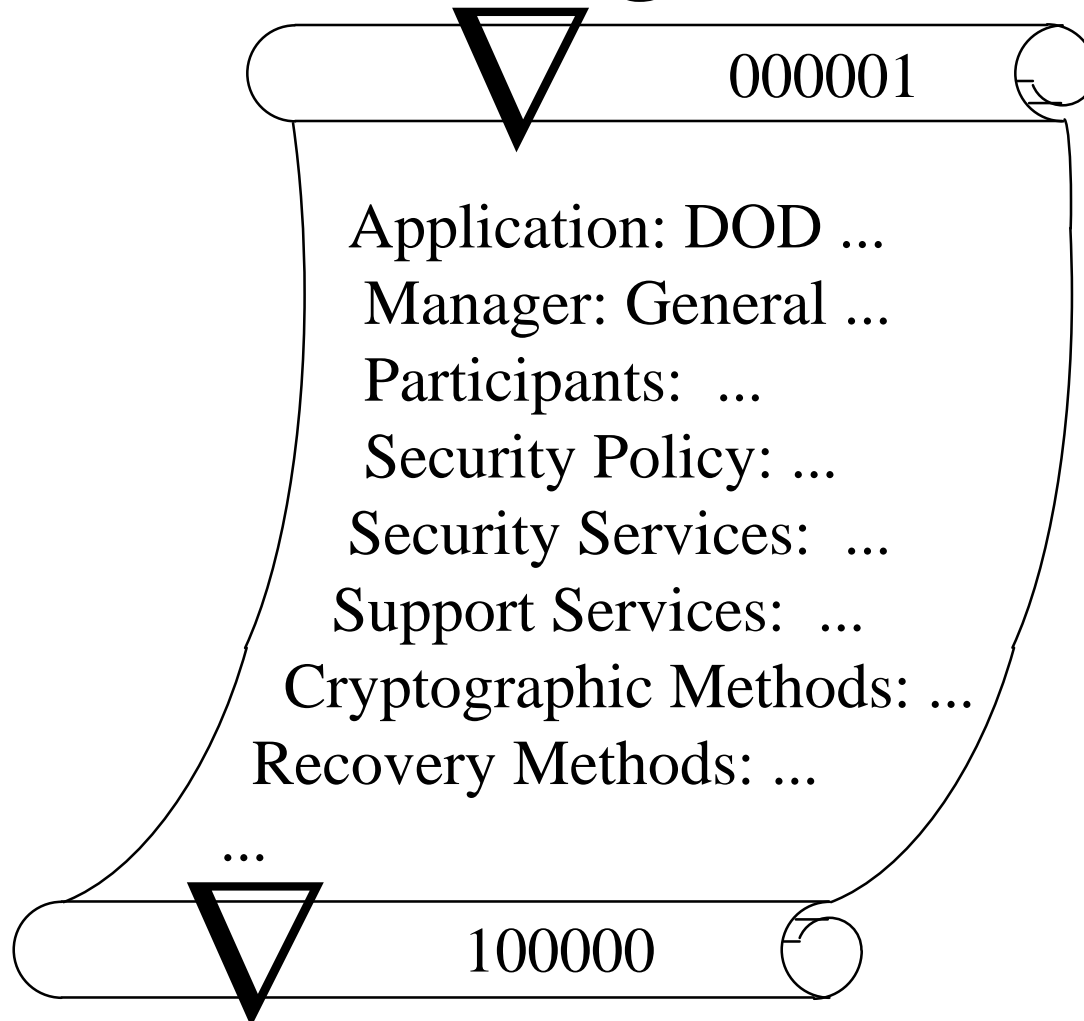 000001
Application: DOD ...
Manager: General ...
Participants:  ...
Security Policy: ...
Security Services:  ...
Support Services:  ...
Cryptographic Methods: ...
Recovery Methods: ...
...
100000